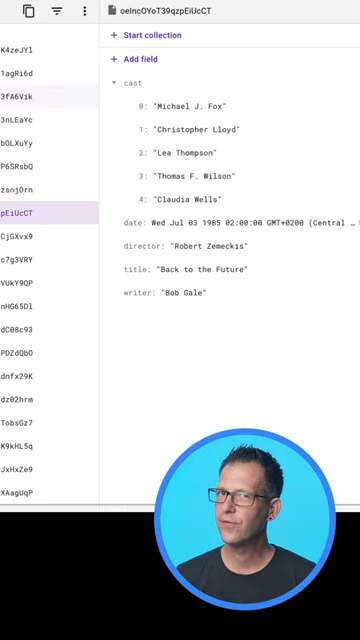 oeIncOYoT39qzpEiUcCT
K4zeJYl
1agRi6d
3fA6Vik
3nLEaYc
bOLXuYy
P6SRsbQ
zsnjOrn
pEiUcCT
CjGXvx9
c7g3VRY
VUkY9QP
nHG65Dl
dC08c93
PDZdQbO
dnfx29K
dz02hrm
TobsGz7
K9kHL5q
JxHxZe9
XAagUqP
+ Start collection
+ Add field
cast
0: "Michael J. Fox"
1: "Christopher Lloyd"
2: "Lea Thompson"
3: "Thomas F. Wilson"
4: "Claudia Wells"
date: Wed Jul 03 1985 02:00:00 GMT+0200 (Central …
director: "Robert Zemeckis"
title: "Back to the Future"
writer: "Bob Gale"